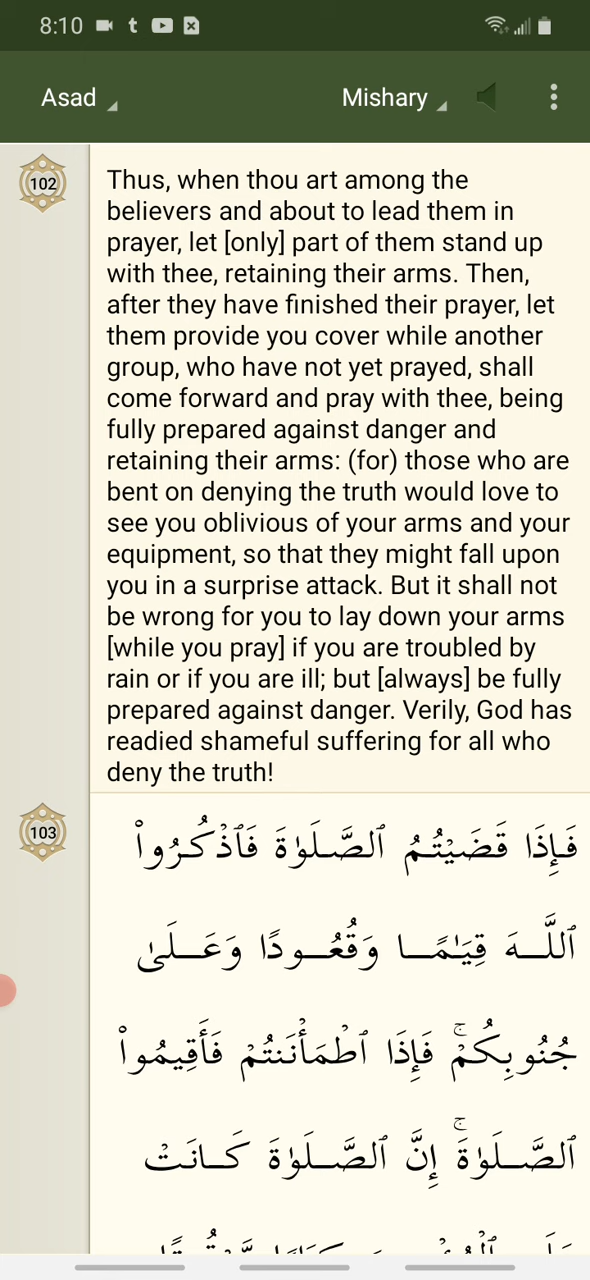 8:10
Asad Mishary
102
Thus, when thou art among the
believers and about to lead them in
prayer, let [only] part of them stand up
with thee, retaining their arms. Then,
after they have finished their prayer, let
them provide you cover while another
group, who have not yet prayed, shall
come forward and pray with thee, being
fully prepared against danger and
retaining their arms: (for) those who are
bent on denying the truth would love to
see you oblivious of your arms and your
equipment, so that they might fall upon
you in a surprise attack. But it shall not
be wrong for you to lay down your arms
[while you pray] if you are troubled by
rain or if you are ill; but [always] be fully
prepared against danger. Verily, God has
readied shameful suffering for all who
deny the truth!
103
فَإِذَا قَضَيْتُمُ ٱلصَّلَوٰةَ فَٱذْكُرُوا۟
ٱللَّـهَ قِيَـٰمًـا وَقُعُـودًا وَعَـلَىٰ
جُنُوبِكُمْ ۚ فَإِذَا ٱطْمَأْنَنتُمْ فَأَقِيمُوا۟
ٱلصَّـلَوٰةَ ۚ إِنَّ ٱلصَّـلَوٰةَ كَـانَتْ